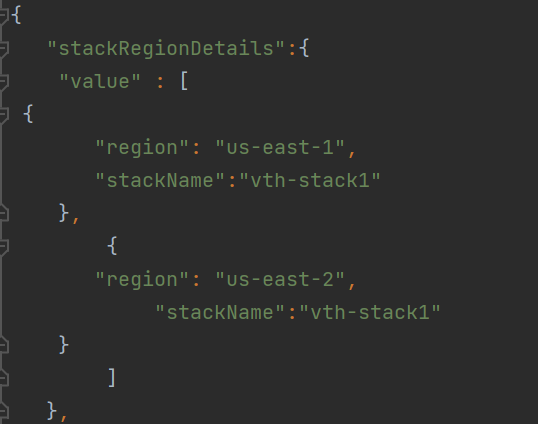 {
"stackRegionDetails":{
"value" : [
{
"region": "us-east-1",
"stackName":"vth-stack1"
},
{
"region": "us-east-2",
"stackName":"vth-stack1"
}
]
},